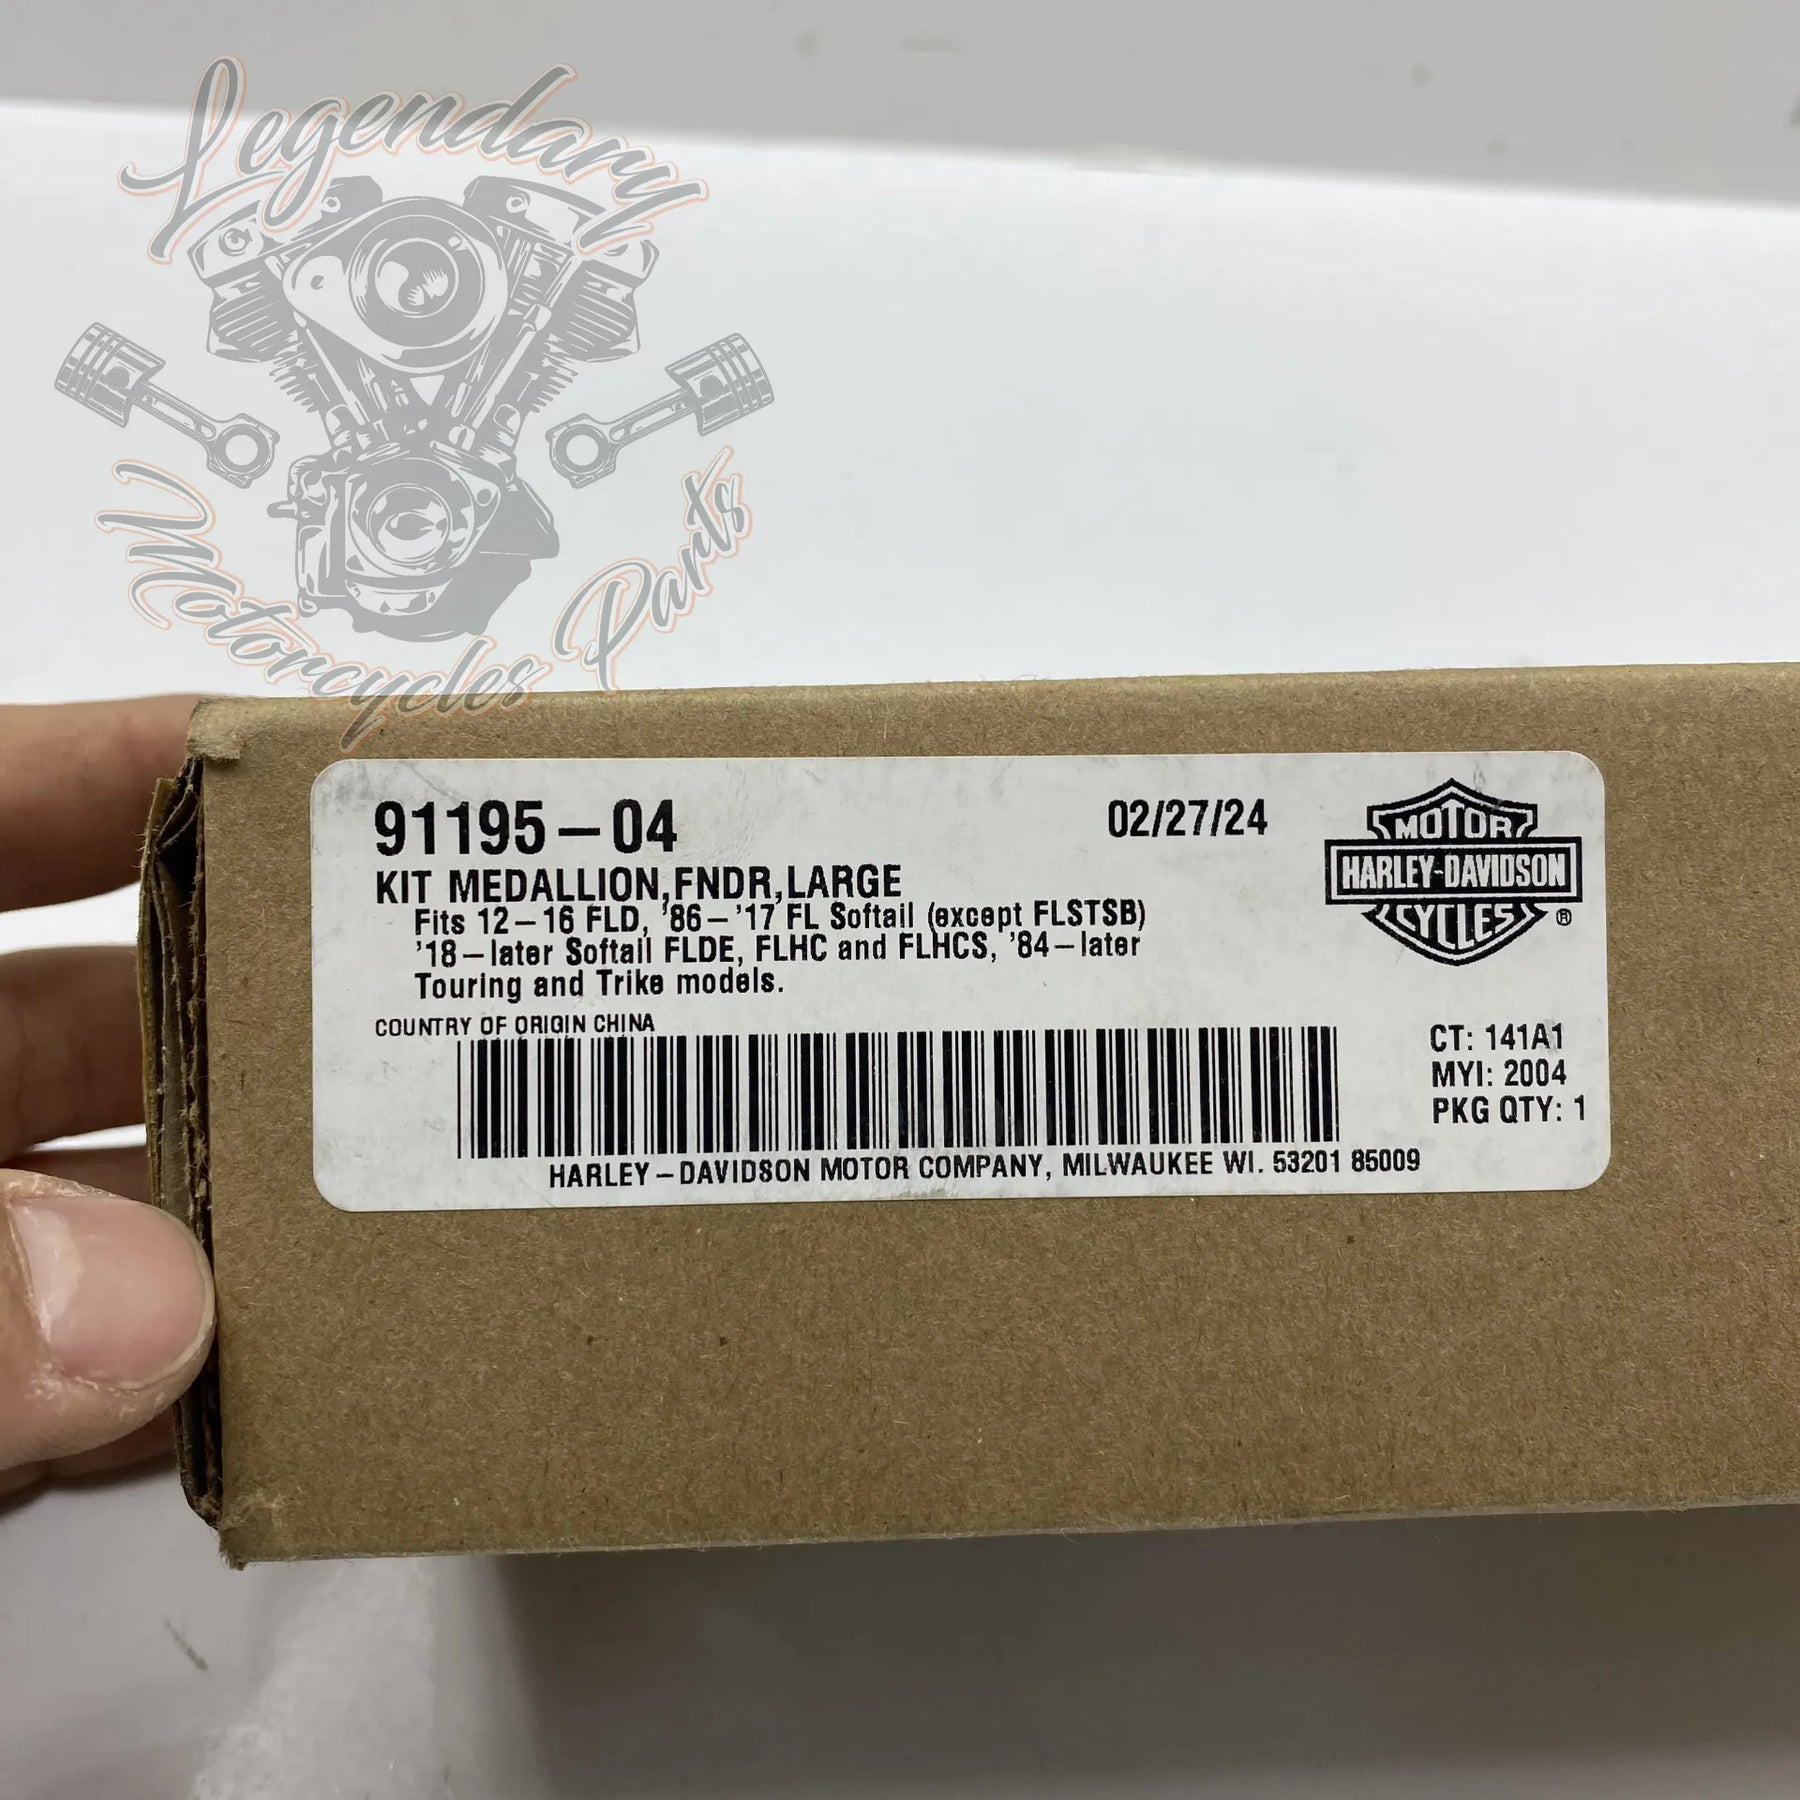 Legendary
Motorcycles Parts
91195-04
02/27/24
KIT MEDALLION,FNDR,LARGE
Fits 12-16 FLD, '86-'17 FL Softail (except FLSTSB)
'18-later Softail FLDE, FLHC and FLHCS, '84-later
Touring and Trike models.
MOTOR
HARLEY-DAVIDSON
CYCLES
®
COUNTRY OF ORIGIN CHINA
CT: 141A1
MYI: 2004
PKG QTY: 1
HARLEY-DAVIDSON MOTOR COMPANY, MILWAUKEE WI. 53201 85009